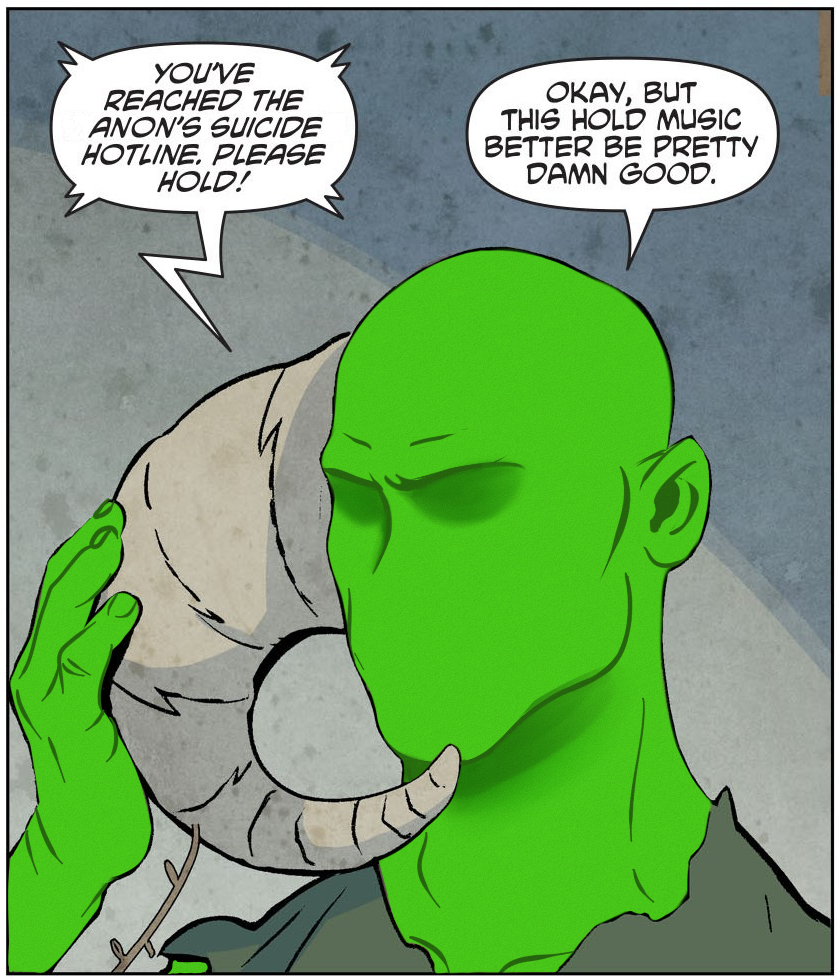 YOU'VE
REACHED THE
ANON'S SUICIDE
HOTLINE. PLEASE
HOLD!
OKAY, BUT
THIS HOLD MUSIC
BETTER BE PRETTY
DAMN GOOD.